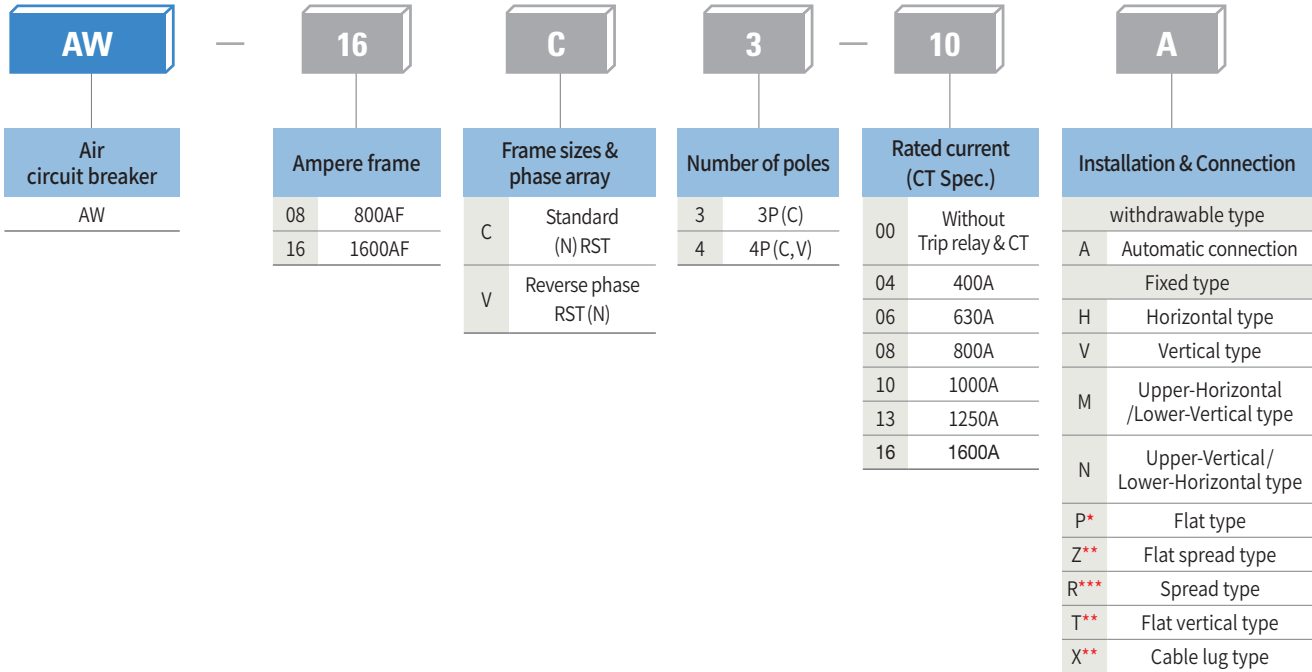 AW — 16 C 3 — 10 A
Air
circuit breaker
AW
Ampere frame
08 800AF
16 1600AF
Frame sizes &
phase array
C Standard
(N) RST
V Reverse phase
RST (N)
Number of poles
3 3P (C)
4 4P (C, V)
Rated current
(CT Spec.)
00 Without
Trip relay & CT
04 400A
06 630A
08 800A
10 1000A
13 1250A
16 1600A
Installation & Connection
withdrawable type
A Automatic connection
Fixed type
H Horizontal type
V Vertical type
M Upper-Horizontal
/Lower-Vertical type
N Upper-Vertical/
Lower-Horizontal type
P* Flat type
Z** Flat spread type
R*** Spread type
T** Flat vertical type
X** Cable lug type